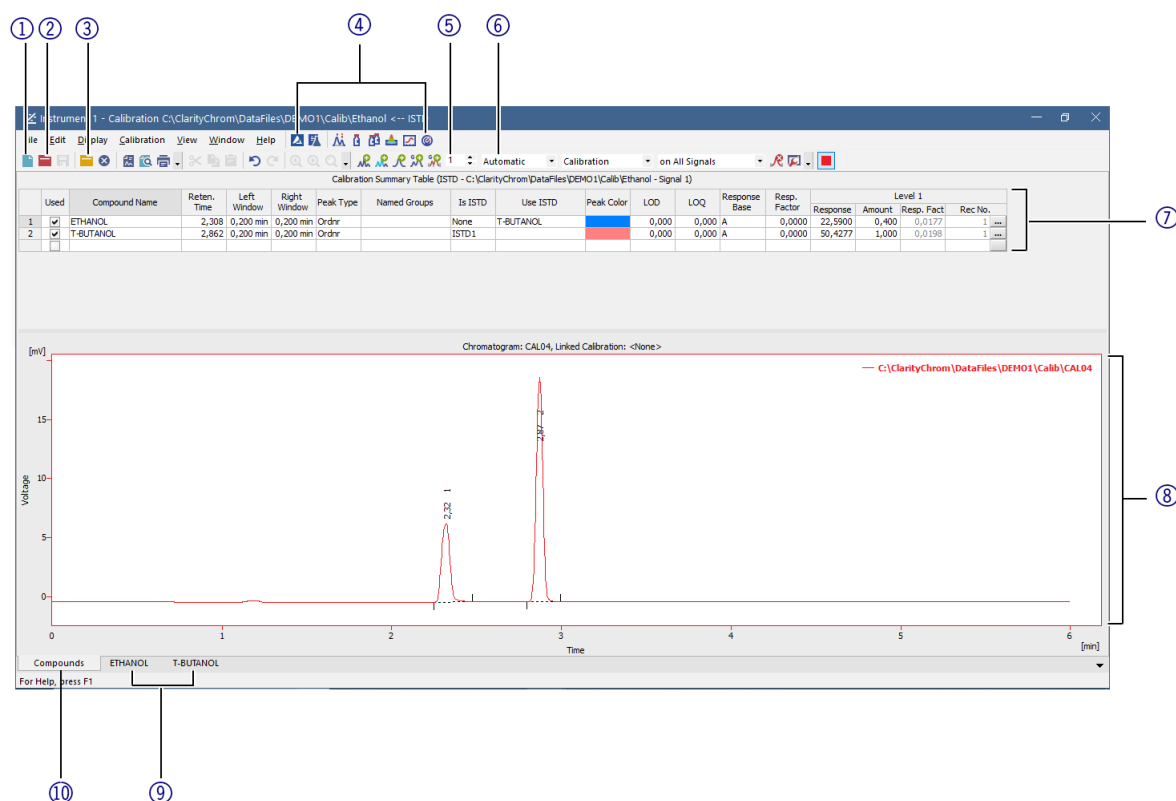 ① ② ③ ④ ⑤ ⑥
Instrument 1 - Calibration C:\ClarityChrom\DataFiles\DEMO1\Calib\Ethanol <-- ISTD
File Edit Display Calibration View Window Help
1 Automatic Calibration on All Signals
Calibration Summary Table (ISTD - C:\ClarityChrom\DataFiles\DEMO1\Calib\Ethanol - Signal 1)
Used Compound Name Reten. Time Left Window Right Window Peak Type Named Groups Is ISTD Use ISTD Peak Color LOD LOQ Response Base Resp. Factor Level 1
Response Amount Resp. Fact Rec No.
1 ETHANOL 2,308 0,200 min 0,200 min Ordnr None T-BUTANOL 0,000 0,000 A 0,0000 22,5900 0,400 0,0177 1 ...
2 T-BUTANOL 2,862 0,200 min 0,200 min Ordnr ISTD1 0,000 0,000 A 0,0000 50,4277 1,000 0,0198 1 ...
⑦
Chromatogram: CAL04, Linked Calibration: <None>
[mV]
C:\ClarityChrom\DataFiles\DEMO1\Calib\CAL04
15
2,87 2
10
Voltage
2,32 1
⑧
5
0
0 1 2 3 4 5 6
Time [min]
Compounds ETHANOL T-BUTANOL
For Help, press F1
⑩ ⑨